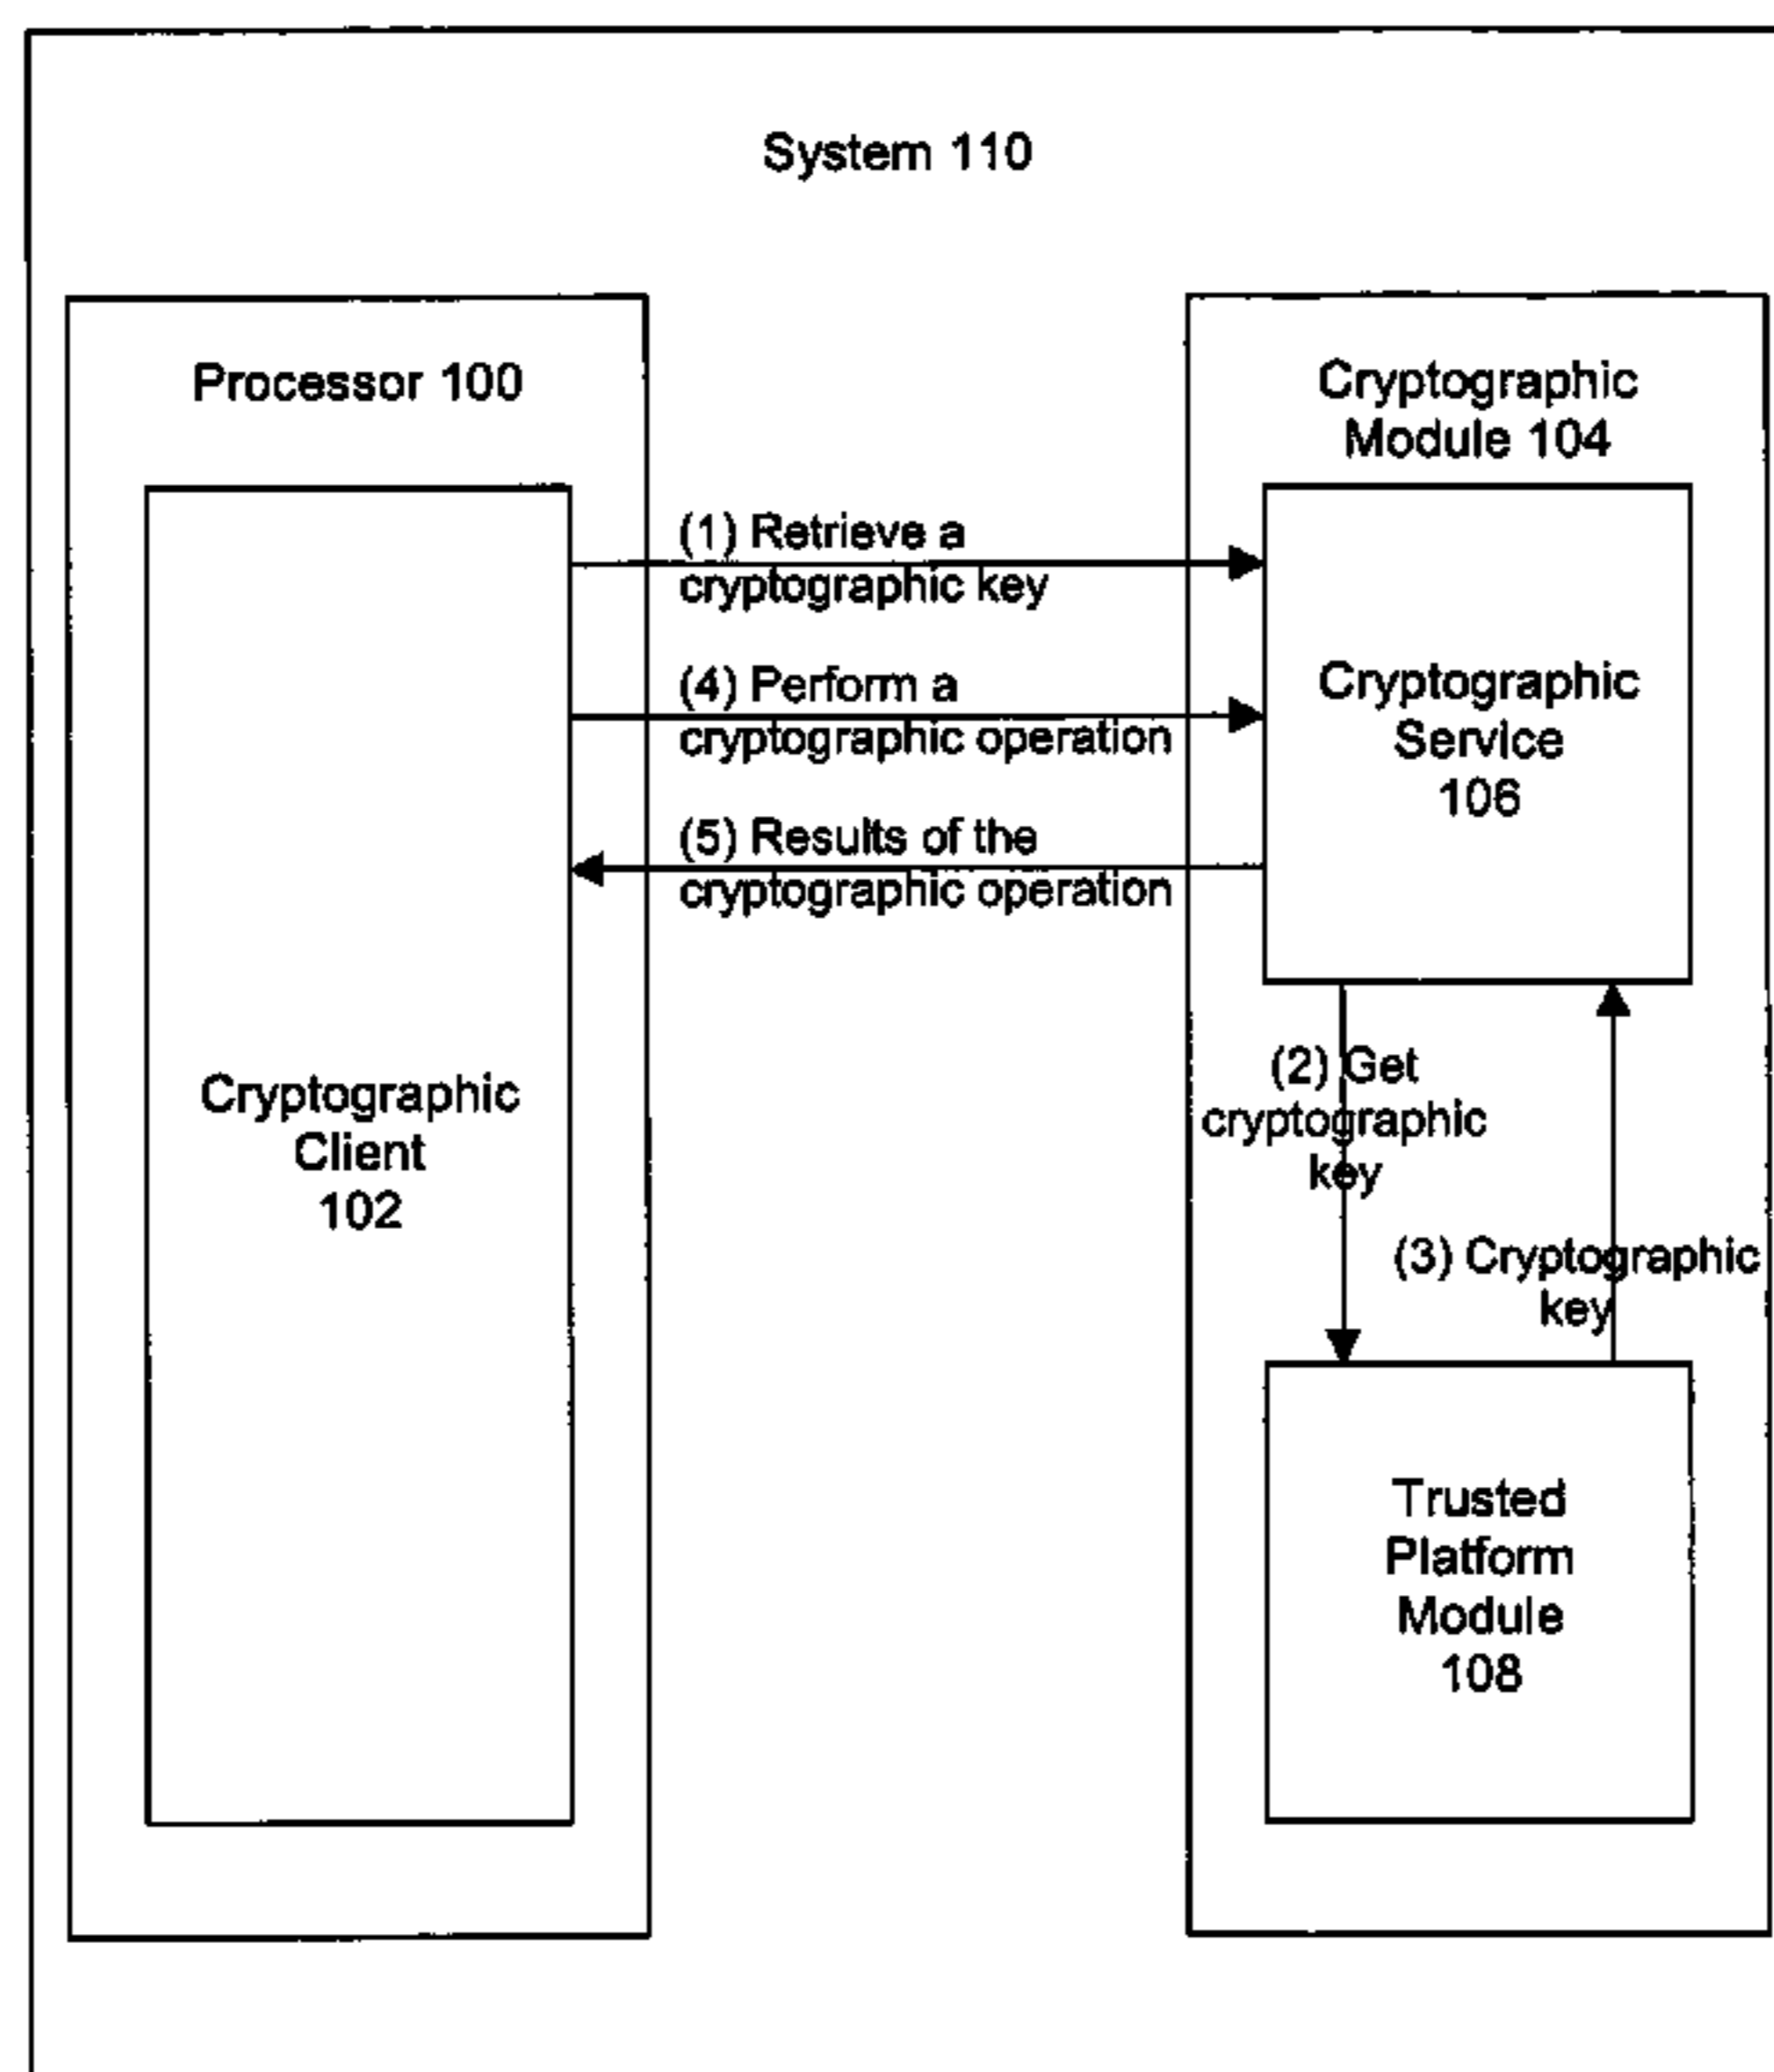 System 110
Processor 100
Cryptographic
Module 104
(1) Retrieve a
cryptographic key
(4) Perform a
cryptographic operation
(5) Results of the
cryptographic operation
Cryptographic
Service
106
Cryptographic
Client
102
(2) Get
cryptographic
key
(3) Cryptographic
key
Trusted
Platform
Module
108